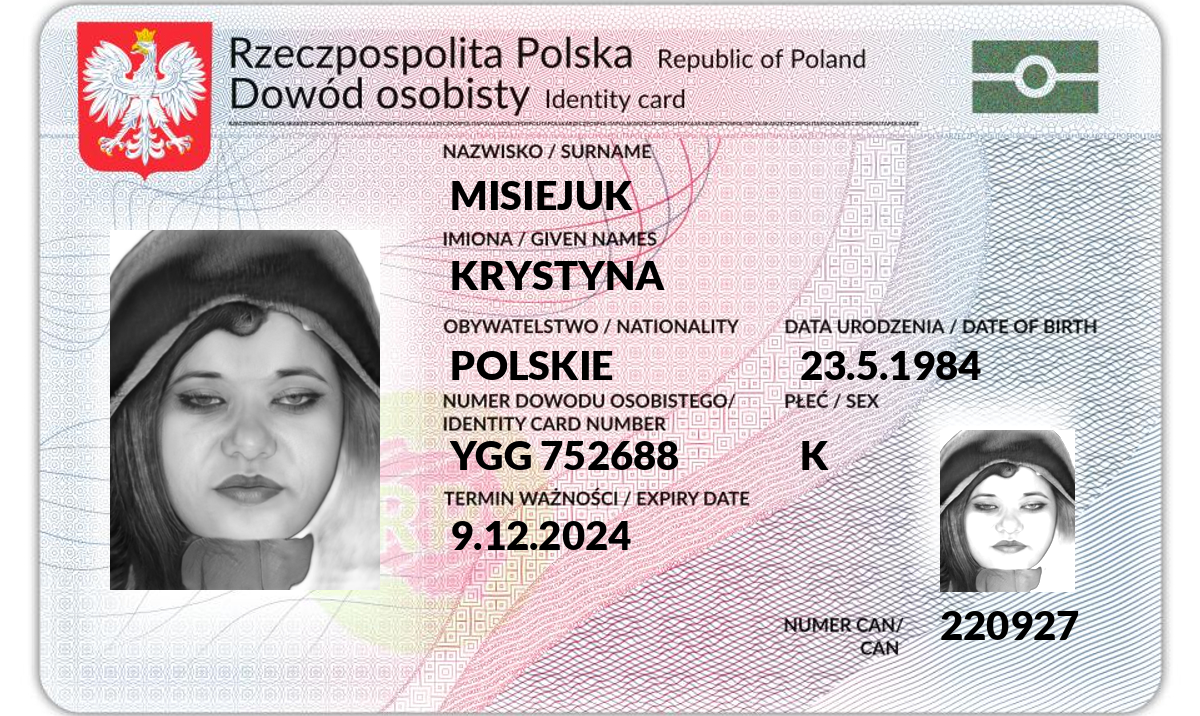 Rzeczpospolita Polska Republic of Poland
Dowód osobisty Identity card
NAZWISKO / SURNAME
MISIEJUK
IMIONA / GIVEN NAMES
KRYSTYNA
OBYWATELSTWO / NATIONALITY DATA URODZENIA / DATE OF BIRTH
POLSKIE 23.5.1984
NUMER DOWODU OSOBISTEGO/ PŁEĆ / SEX
IDENTITY CARD NUMBER
YGG 752688 K
TERMIN WAŻNOŚCI / EXPIRY DATE
9.12.2024
NUMER CAN/ 220927
CAN